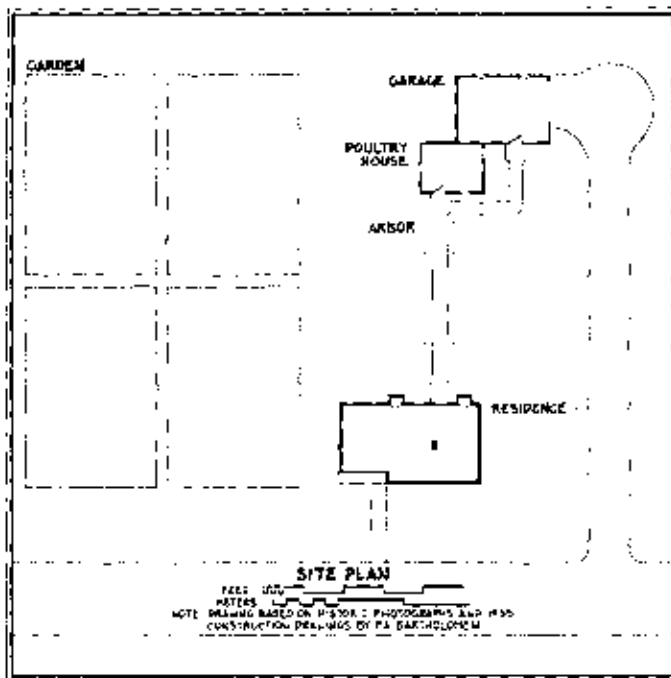 GARDEN
GARAGE
POULTRY
HOUSE
ARBOR
RESIDENCE
SITE PLAN
FEET
METERS
NOTE DRAWING BASED ON HISTORIC PHOTOGRAPHS AND
CONSTRUCTION DRAWINGS BY BARTHOLOMEW